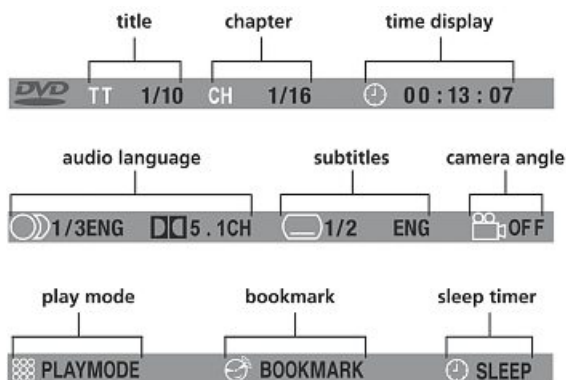 title chapter time display
DVD TT 1/10 CH 1/16 00:13:07
audio language subtitles camera angle
1/3ENG 5.1CH 1/2 ENG OFF
play mode bookmark sleep timer
PLAYMODE BOOKMARK SLEEP